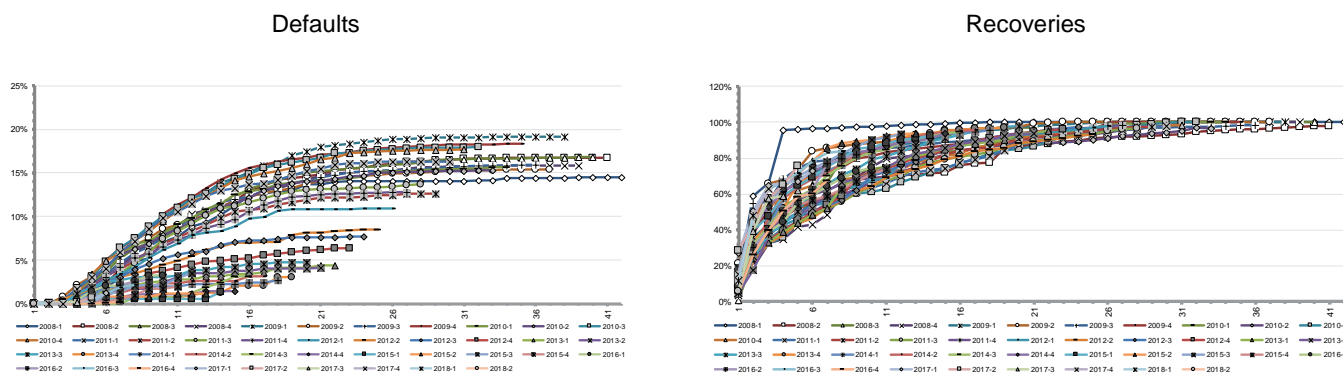 Defaults
Recoveries
25%
20%
15%
10%
5%
0%
1 6 11 16 21 26 31 36 41
2008-1 2008-2 2008-3 2008-4 2009-1 2009-2 2009-3 2009-4 2010-1 2010-2 2010-3
2010-4 2011-1 2011-2 2011-3 2011-4 2012-1 2012-2 2012-3 2012-4 2013-1 2013-2
2013-3 2013-4 2014-1 2014-2 2014-3 2014-4 2015-1 2015-2 2015-3 2015-4 2016-1
2016-2 2016-3 2016-4 2017-1 2017-2 2017-3 2017-4 2018-1 2018-2
120%
100%
80%
60%
40%
20%
0%
1 6 11 16 21 26 31 36 41
2008-1 2008-2 2008-3 2008-4 2009-1 2009-2 2009-3 2009-4 2010-1 2010-2 2010-
2010-4 2011-1 2011-2 2011-3 2011-4 2012-1 2012-2 2012-3 2012-4 2013-1 2013-
2013-3 2013-4 2014-1 2014-2 2014-3 2014-4 2015-1 2015-2 2015-3 2015-4 2016-
2016-2 2016-3 2016-4 2017-1 2017-2 2017-3 2017-4 2018-1 2018-2